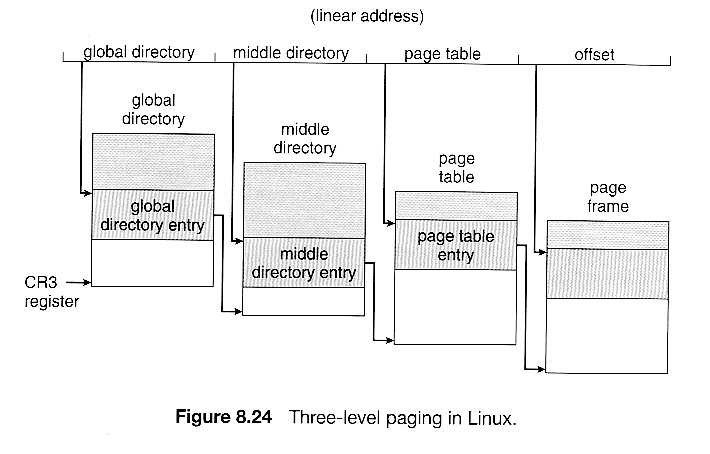 (linear address)
global directory
middle directory
page table
offset
global
directory
middle
directory
page
table
page
frame
global
directory entry
middle
directory entry
page table
entry
CR3
register
Figure 8.24 Three-level paging in Linux.